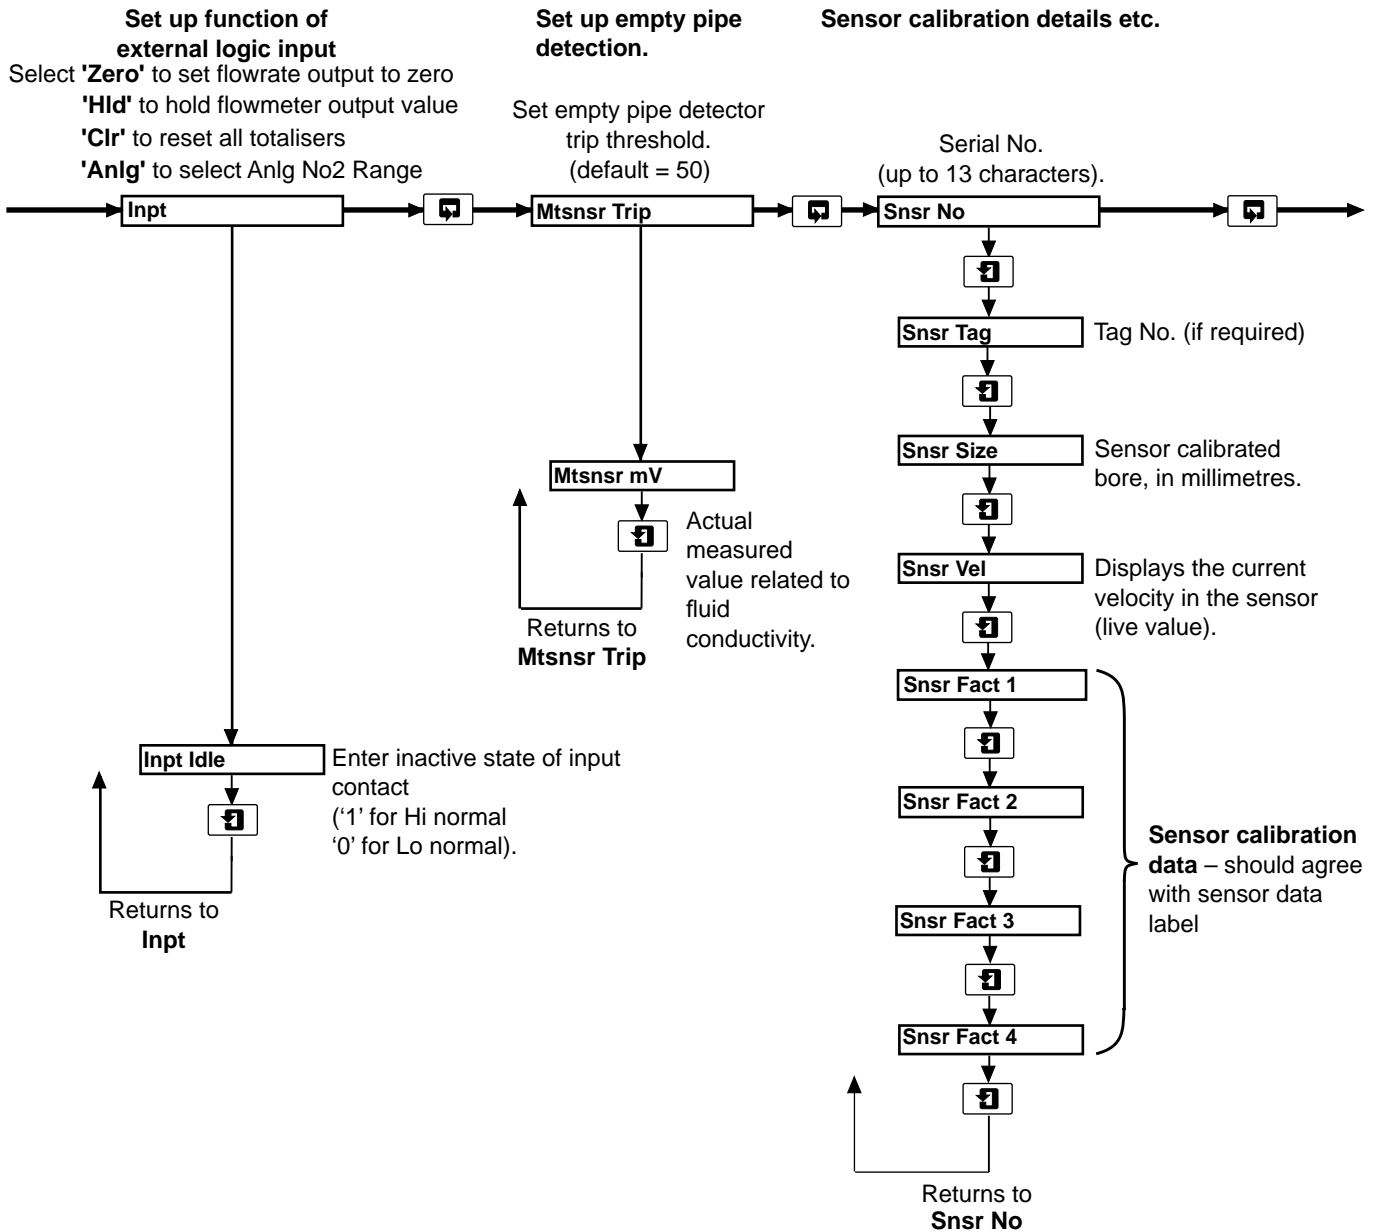 Set up function of
external logic input
Select 'Zero' to set flowrate output to zero
'Hld' to hold flowmeter output value
'Clr' to reset all totalisers
'Anlg' to select Anlg No2 Range
Inpt
Inpt Idle
Enter inactive state of input
contact
(‘1’ for Hi normal
‘0’ for Lo normal).
Returns to
Inpt
Set up empty pipe
detection.
Set empty pipe detector
trip threshold.
(default = 50)
Mtsnsr Trip
Mtsnsr mV
Actual
measured
value related to
fluid
conductivity.
Returns to
Mtsnsr Trip
Sensor calibration details etc.
Serial No.
(up to 13 characters).
Snsr No
Snsr Tag
Tag No. (if required)
Snsr Size
Sensor calibrated
bore, in millimetres.
Snsr Vel
Displays the current
velocity in the sensor
(live value).
Snsr Fact 1
Snsr Fact 2
Snsr Fact 3
Snsr Fact 4
Sensor calibration
data – should agree
with sensor data
label
Returns to
Snsr No